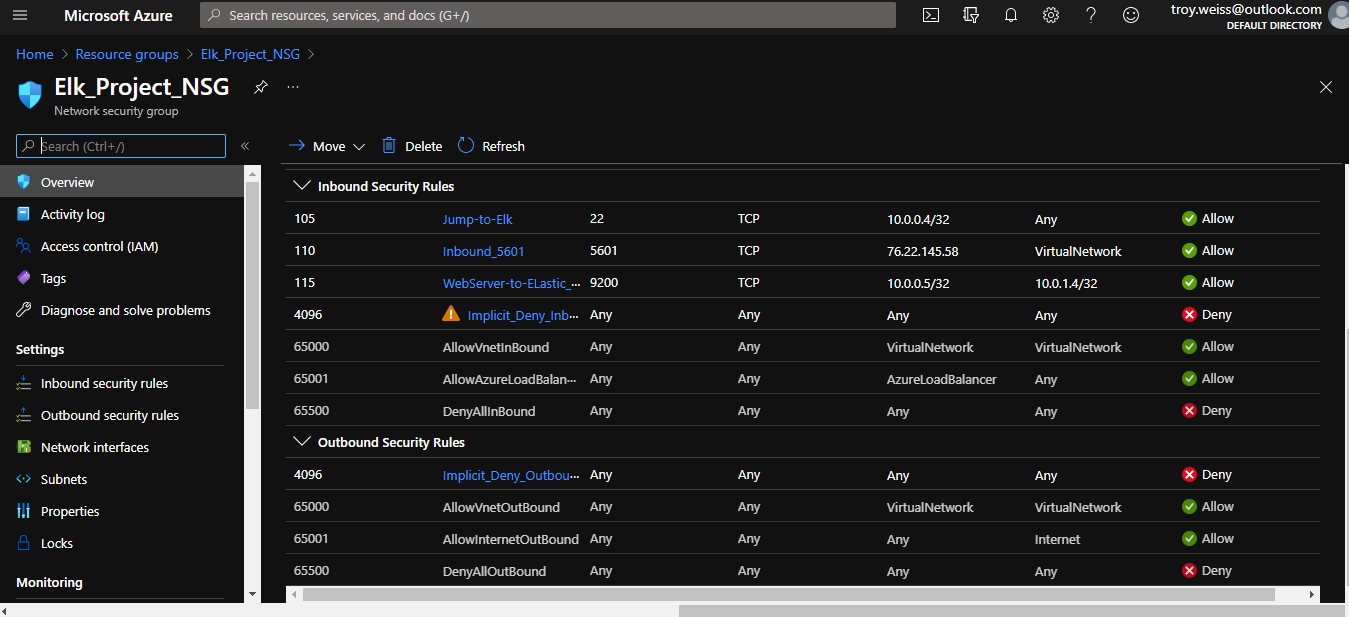 Microsoft Azure
Search resources, services, and docs (G+/)
troy.weiss@outlook.com
DEFAULT DIRECTORY
Home > Resource groups > Elk_Project_NSG >
Elk_Project_NSG ...
Network security group
Search (Ctrl+/) «
Move Delete Refresh
Overview
Activity log
Access control (IAM)
Tags
Diagnose and solve problems
Settings
Inbound security rules
Outbound security rules
Network interfaces
Subnets
Properties
Locks
Monitoring
Inbound Security Rules
105 Jump-to-Elk 22 TCP 10.0.0.4/32 Any Allow
110 Inbound_5601 5601 TCP 76.22.145.58 VirtualNetwork Allow
115 WebServer-to-ELastic_... 9200 TCP 10.0.0.5/32 10.0.1.4/32 Allow
4096 Implicit_Deny_Inb... Any Any Any Any Deny
65000 AllowVnetInBound Any Any VirtualNetwork VirtualNetwork Allow
65001 AllowAzureLoadBalan... Any Any AzureLoadBalancer Any Allow
65500 DenyAllInBound Any Any Any Any Deny
Outbound Security Rules
4096 Implicit_Deny_Outbou... Any Any Any Any Deny
65000 AllowVnetOutBound Any Any VirtualNetwork VirtualNetwork Allow
65001 AllowInternetOutBound Any Any Any Internet Allow
65500 DenyAllOutBound Any Any Any Any Deny